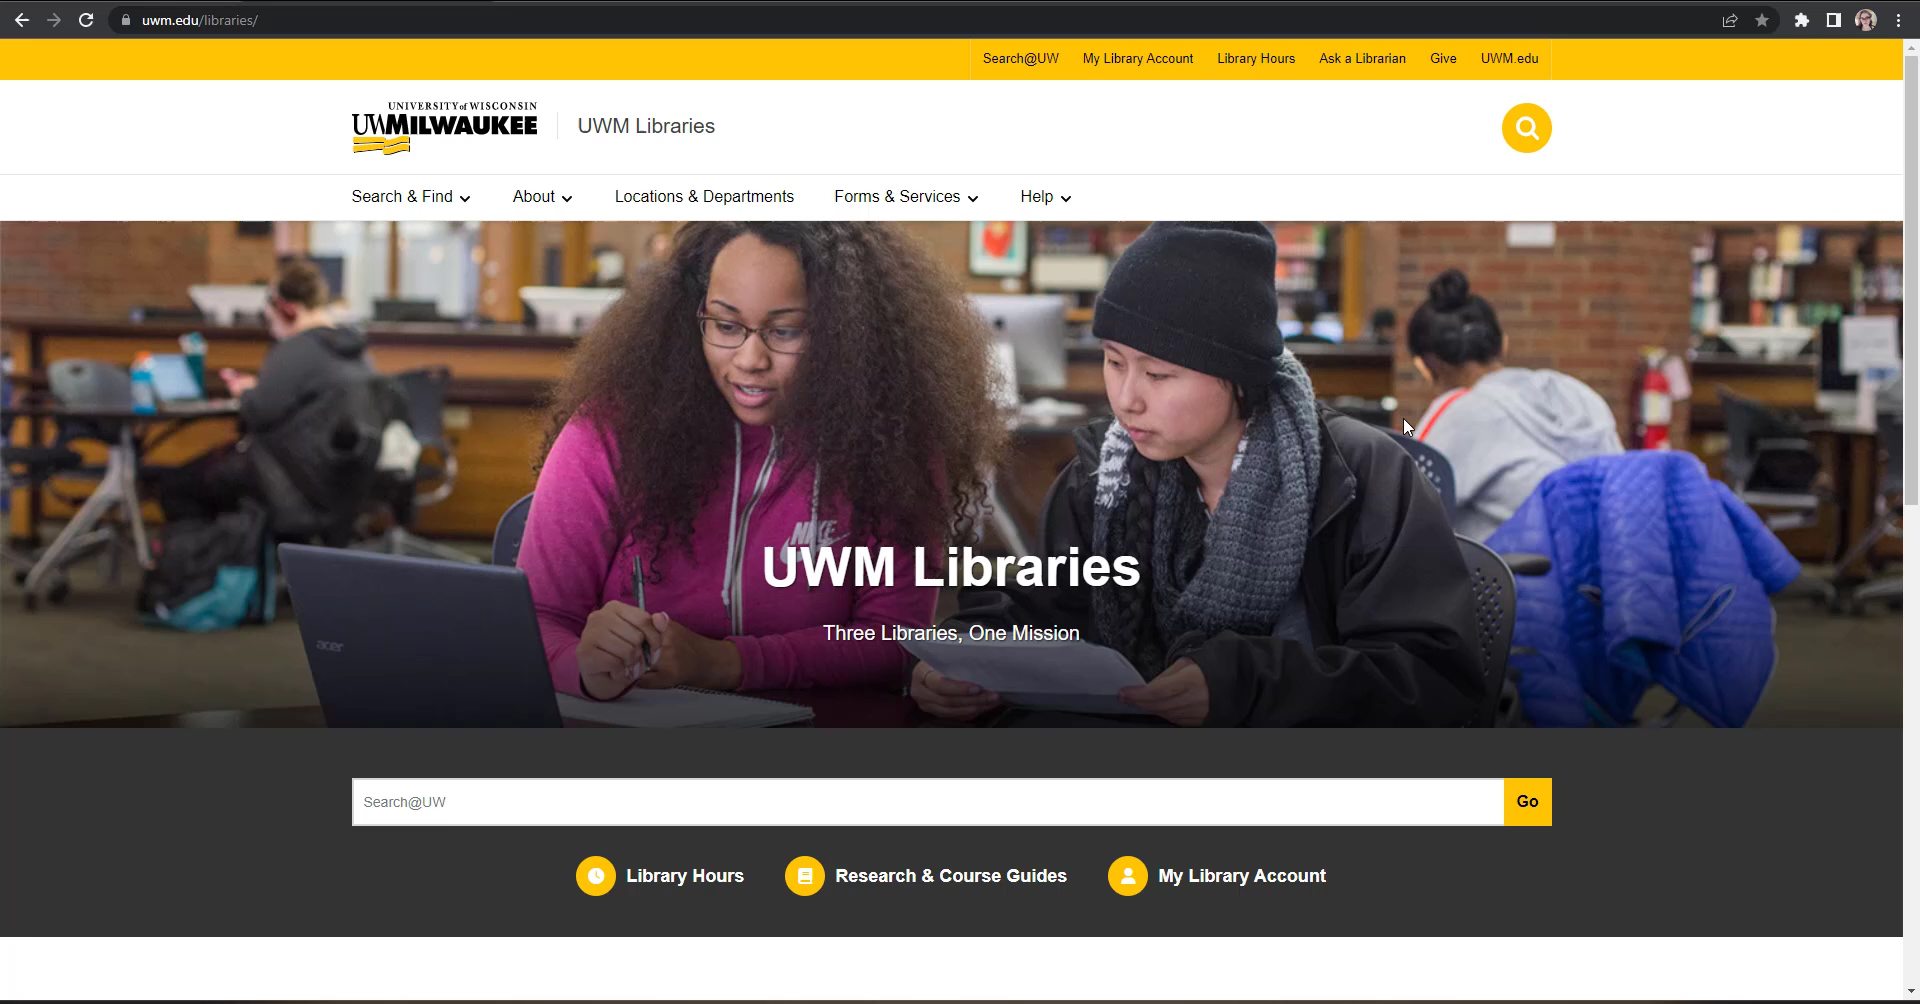 uwm.edu/libraries/
Search@UW My Library Account Library Hours Ask a Librarian Give UWM.edu
UNIVERSITY of WISCONSIN
UWMILWAUKEE
UWM Libraries
Search & Find About Locations & Departments Forms & Services Help
NIKE
UWM Libraries
Three Libraries, One Mission
acer
Search@UW Go
Library Hours Research & Course Guides My Library Account